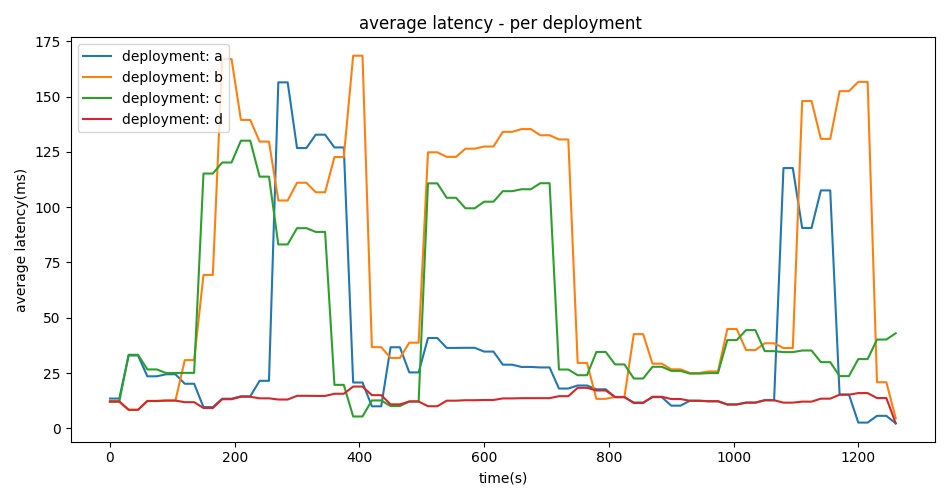 average latency - per deployment
average latency(ms)
175
150
125
100
75
50
25
0
deployment: a
deployment: b
deployment: c
deployment: d
0 200 400 600 800 1000 1200
time(s)